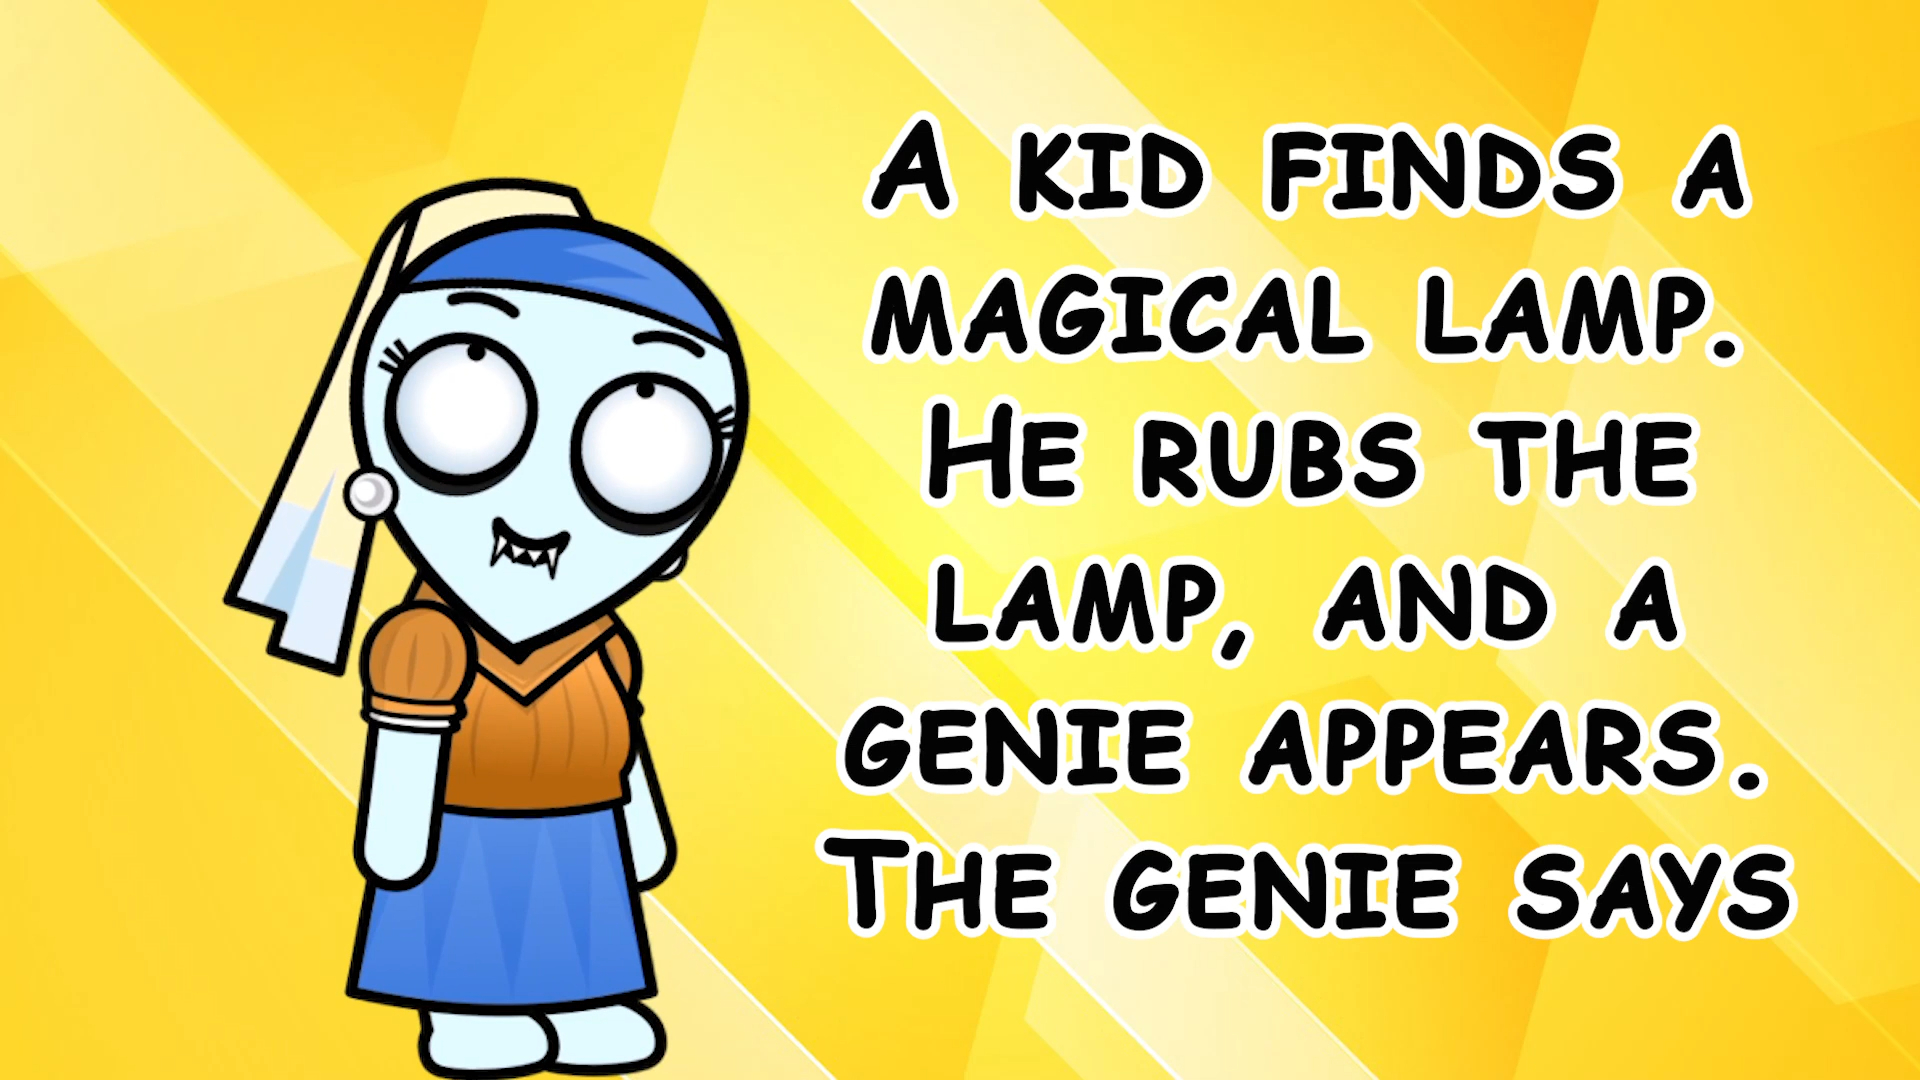 A KID FINDS A
MAGICAL LAMP.
HE RUBS THE
LAMP, AND A
GENIE APPEARS.
THE GENIE SAYS